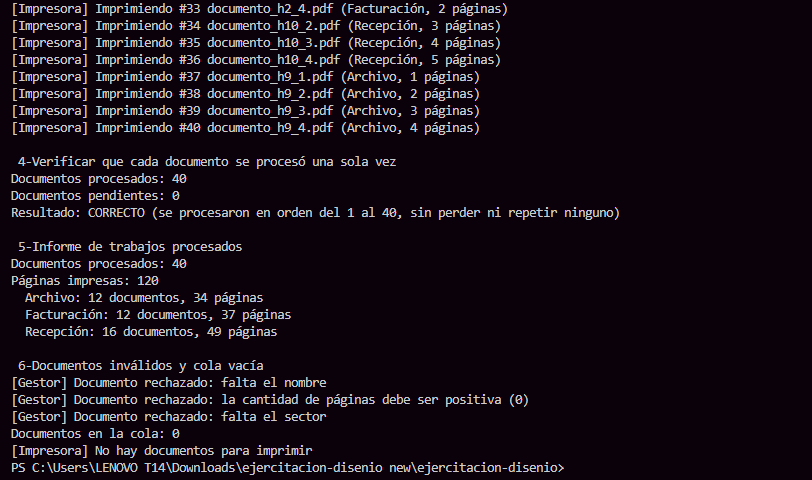 [Impresora] Imprimiendo #33 documento_h2_4.pdf (Facturación, 2 páginas)
[Impresora] Imprimiendo #34 documento_h10_2.pdf (Recepción, 3 páginas)
[Impresora] Imprimiendo #35 documento_h10_3.pdf (Recepción, 4 páginas)
[Impresora] Imprimiendo #36 documento_h10_4.pdf (Recepción, 5 páginas)
[Impresora] Imprimiendo #37 documento_h9_1.pdf (Archivo, 1 páginas)
[Impresora] Imprimiendo #38 documento_h9_2.pdf (Archivo, 2 páginas)
[Impresora] Imprimiendo #39 documento_h9_3.pdf (Archivo, 3 páginas)
[Impresora] Imprimiendo #40 documento_h9_4.pdf (Archivo, 4 páginas)
4-Verificar que cada documento se procesó una sola vez
Documentos procesados: 40
Documentos pendientes: 0
Resultado: CORRECTO (se procesaron en orden del 1 al 40, sin perder ni repetir ninguno)
5-Informe de trabajos procesados
Documentos procesados: 40
Páginas impresas: 120
Archivo: 12 documentos, 34 páginas
Facturación: 12 documentos, 37 páginas
Recepción: 16 documentos, 49 páginas
6-Documentos inválidos y cola vacía
[Gestor] Documento rechazado: falta el nombre
[Gestor] Documento rechazado: la cantidad de páginas debe ser positiva (0)
[Gestor] Documento rechazado: falta el sector
Documentos en la cola: 0
[Impresora] No hay documentos para imprimir
PS C:\Users\LENOVO T14\Downloads\ejercitacion-disenio new\ejercitacion-disenio>